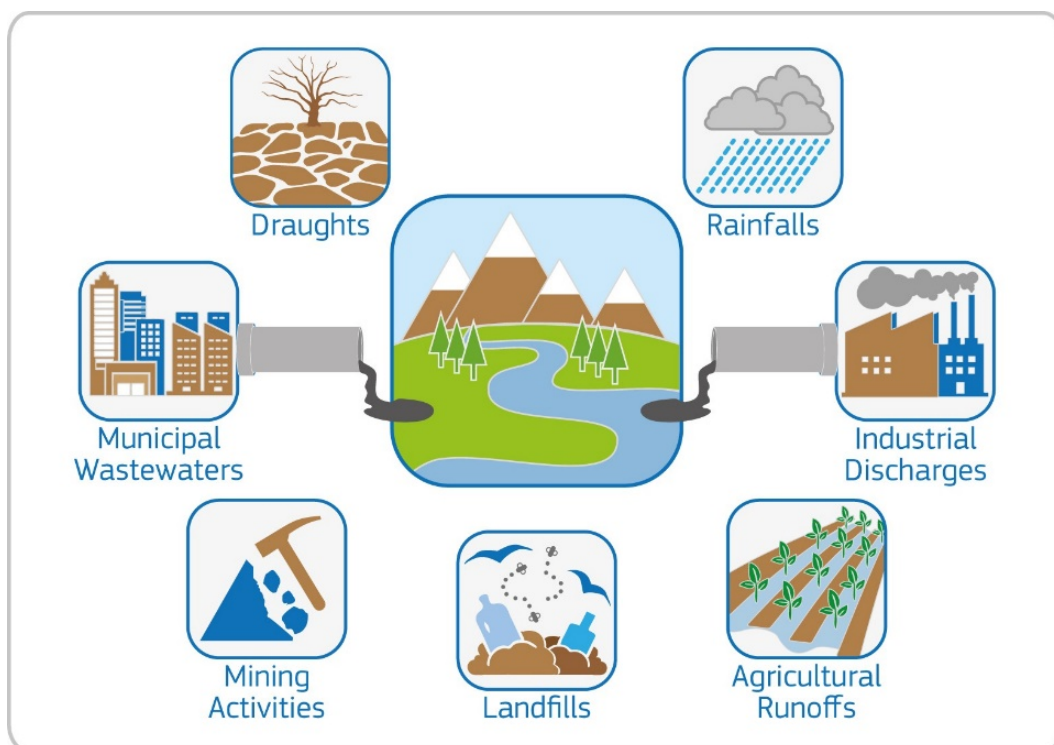 Draughts
Rainfalls
Municipal
Wastewaters
Industrial
Discharges
Mining
Activities
Landfills
Agricultural
Runoffs